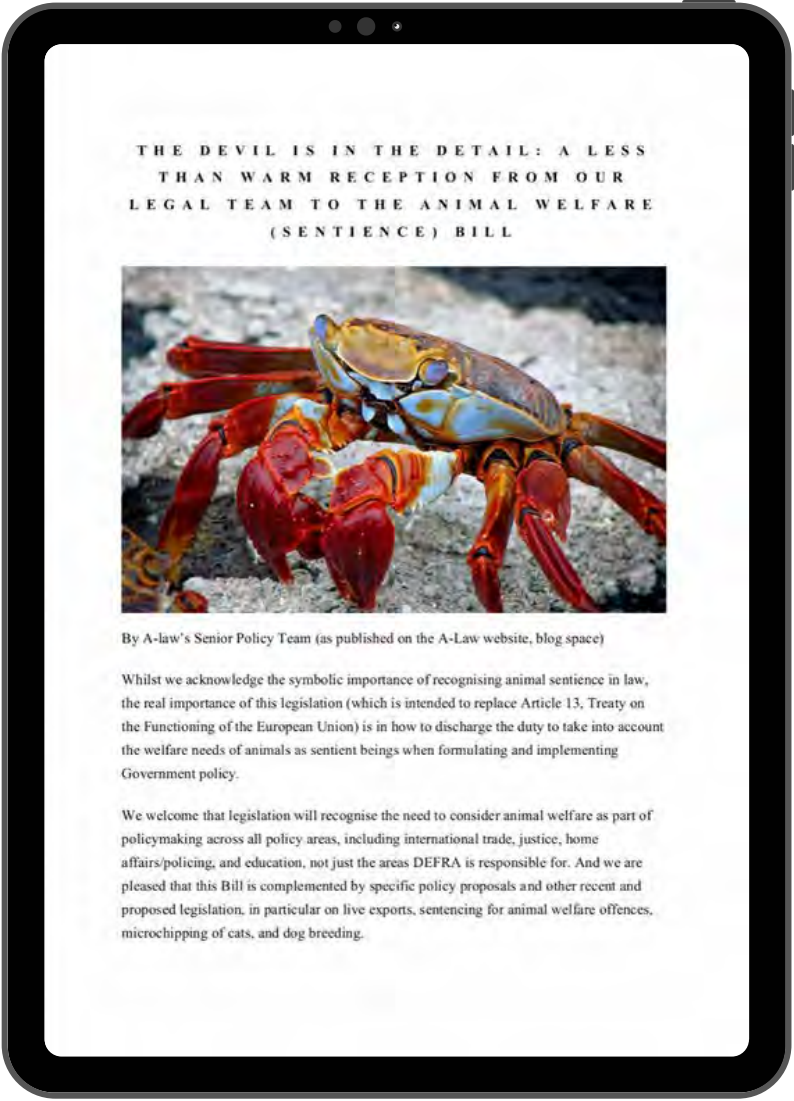 THE DEVIL IS IN THE DETAIL: A LESS
THAN WARM RECEPTION FROM OUR
LEGAL TEAM TO THE ANIMAL WELFARE
(SENTIENCE) BILL
By A-law's Senior Policy Team (as published on the A-Law website, blog space)
Whilst we acknowledge the symbolic importance of recognising animal sentience in law,
the real importance of this legislation (which is intended to replace Article 13, Treaty on
the Functioning of the European Union) is in how to discharge the duty to take into account
the welfare needs of animals as sentient beings when formulating and implementing
Government policy.
We welcome that legislation will recognise the need to consider animal welfare as part of
policymaking across all policy areas, including international trade, justice, home
affairs/policing, and education, not just the areas DEFRA is responsible for. And we are
pleased that this Bill is complemented by specific policy proposals and other recent and
proposed legislation, in particular on live exports, sentencing for animal welfare offences,
microchipping of cats, and dog breeding.